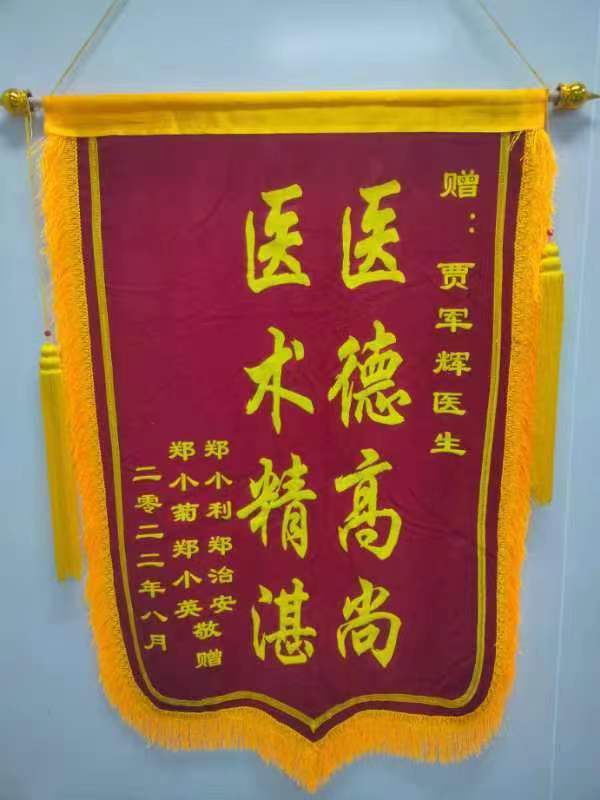 赠：贾军辉医生
医德高尚
医术精湛
郑小利郑治安
郑小菊郑小英敬赠
二零二二年八月